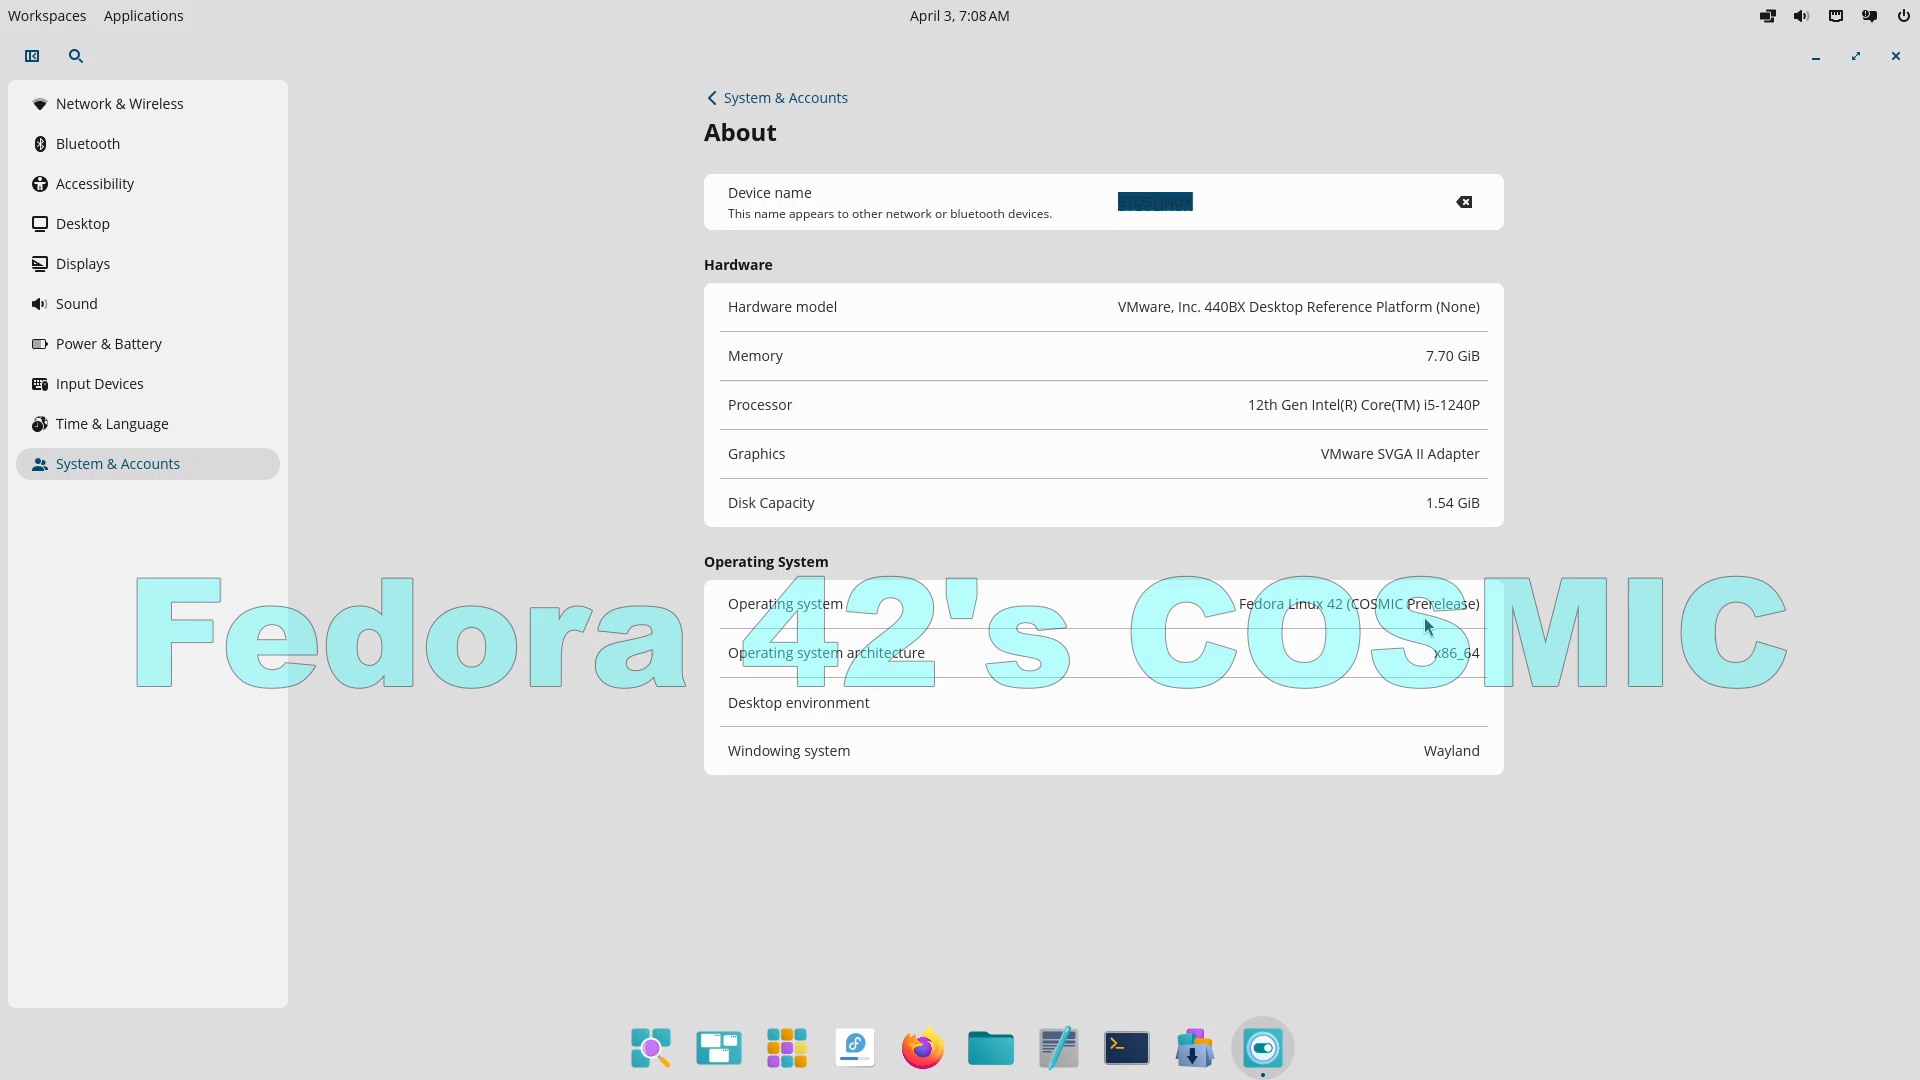 Workspaces Applications April 3, 7:08 AM
Network & Wireless
Bluetooth
Accessibility
Desktop
Displays
Sound
Power & Battery
Input Devices
Time & Language
System & Accounts
System & Accounts
About
Device name
This name appears to other network or bluetooth devices.
9TO5LINUX
Hardware
Hardware model VMware, Inc. 440BX Desktop Reference Platform (None)
Memory 7.70 GiB
Processor 12th Gen Intel(R) Core(TM) i5-1240P
Graphics VMware SVGA II Adapter
Disk Capacity 1.54 GiB
Operating System
Operating system Fedora Linux 42 (COSMIC Prerelease)
Operating system architecture x86_64
Desktop environment
Windowing system Wayland
Fedora 42's COSMIC